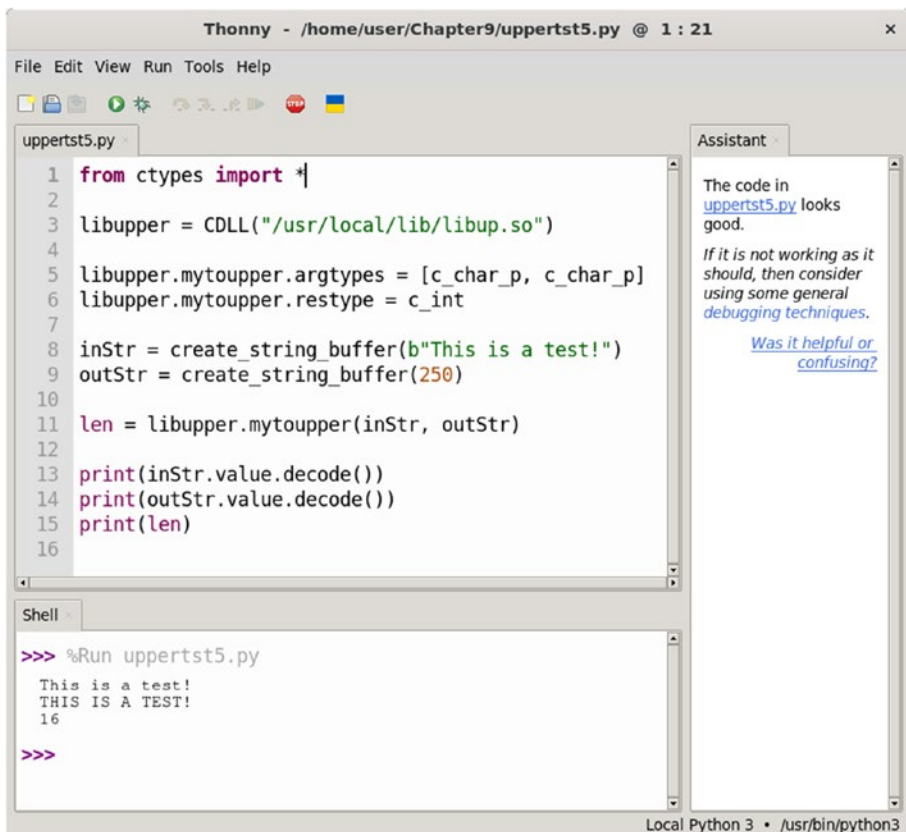 Thonny - /home/user/Chapter9/uppertst5.py @ 1 : 21 ×
File Edit View Run Tools Help
STOP
uppertst5.py ×
1 from ctypes import *
2
3 libupper = CDLL("/usr/local/lib/libup.so")
4
5 libupper.mytoupper.argtypes = [c_char_p, c_char_p]
6 libupper.mytoupper.restype = c_int
7
8 inStr = create_string_buffer(b"This is a test!")
9 outStr = create_string_buffer(250)
10
11 len = libupper.mytoupper(inStr, outStr)
12
13 print(inStr.value.decode())
14 print(outStr.value.decode())
15 print(len)
16
Shell ×
>>> %Run uppertst5.py
This is a test!
THIS IS A TEST!
16
>>>
Assistant ×
The code in
uppertst5.py looks
good.
If it is not working as it
should, then consider
using some general
debugging techniques.
Was it helpful or
confusing?
Local Python 3 • /usr/bin/python3